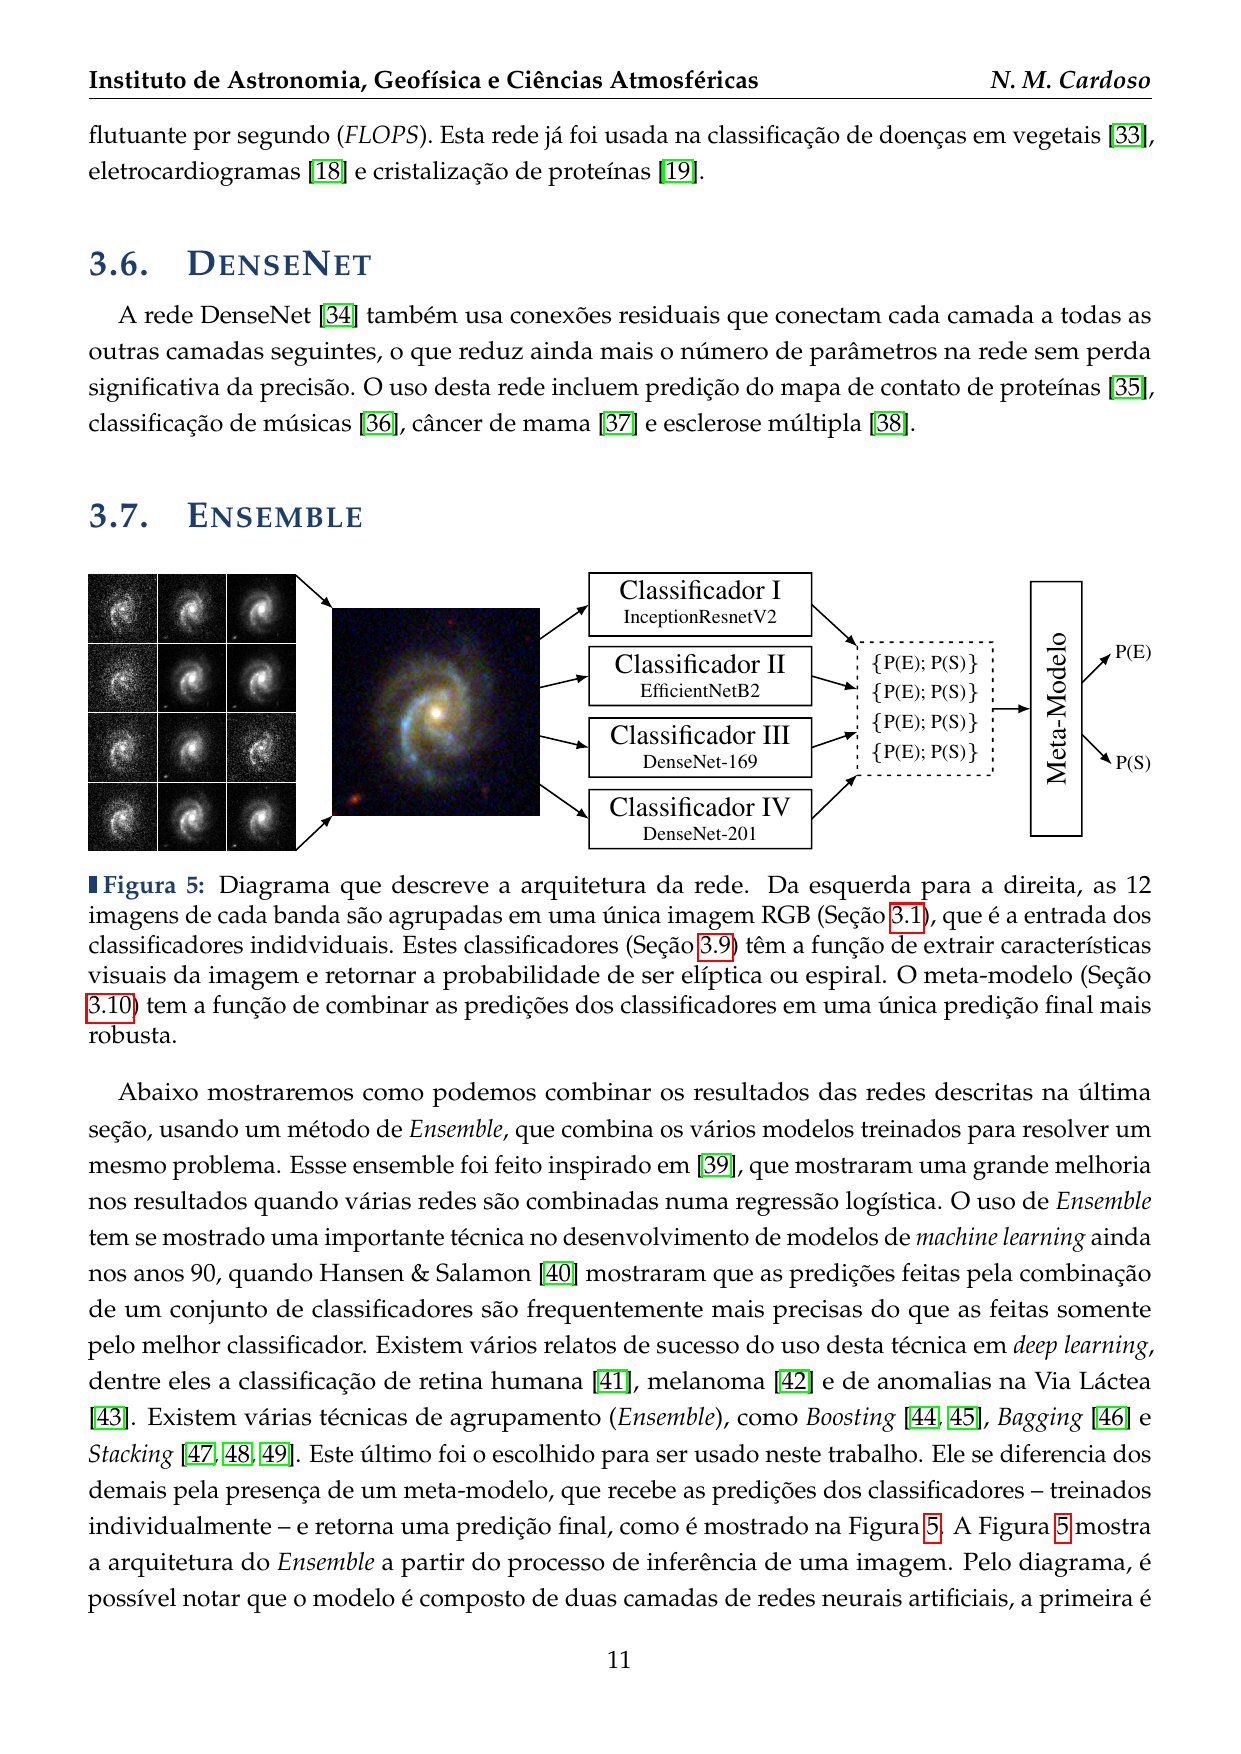 Instituto de Astronomia, Geofísica e Ciências Atmosféricas N. M. Cardoso
flutuante por segundo (FLOPS). Esta rede já foi usada na classificação de doenças em vegetais [33],
eletrocardiogramas [18] e cristalização de proteínas [19].
3.6. DENSENET
A rede DenseNet [34] também usa conexões residuais que conectam cada camada a todas as
outras camadas seguintes, o que reduz ainda mais o número de parâmetros na rede sem perda
significativa da precisão. O uso desta rede incluem predição do mapa de contato de proteínas [35],
classificação de músicas [36], câncer de mama [37] e esclerose múltipla [38].
3.7. ENSEMBLE
Classificador I
InceptionResnetV2
Classificador II
EfficientNetB2
Classificador III
DenseNet-169
Classificador IV
DenseNet-201
{P(E); P(S)}
{P(E); P(S)}
{P(E); P(S)}
{P(E); P(S)}
Meta-Modelo
P(E)
P(S)
Figura 5: Diagrama que descreve a arquitetura da rede. Da esquerda para a direita, as 12
imagens de cada banda são agrupadas em uma única imagem RGB (Seção 3.1), que é a entrada dos
classificadores indidviduais. Estes classificadores (Seção 3.9) têm a função de extrair características
visuais da imagem e retornar a probabilidade de ser elíptica ou espiral. O meta-modelo (Seção
3.10) tem a função de combinar as predições dos classificadores em uma única predição final mais
robusta.
Abaixo mostraremos como podemos combinar os resultados das redes descritas na última
seção, usando um método de Ensemble, que combina os vários modelos treinados para resolver um
mesmo problema. Essse ensemble foi feito inspirado em [39], que mostraram uma grande melhoria
nos resultados quando várias redes são combinadas numa regressão logística. O uso de Ensemble
tem se mostrado uma importante técnica no desenvolvimento de modelos de machine learning ainda
nos anos 90, quando Hansen & Salamon [40] mostraram que as predições feitas pela combinação
de um conjunto de classificadores são frequentemente mais precisas do que as feitas somente
pelo melhor classificador. Existem vários relatos de sucesso do uso desta técnica em deep learning,
dentre eles a classificação de retina humana [41], melanoma [42] e de anomalias na Via Láctea
[43]. Existem várias técnicas de agrupamento (Ensemble), como Boosting [44, 45], Bagging [46] e
Stacking [47, 48, 49]. Este último foi o escolhido para ser usado neste trabalho. Ele se diferencia dos
demais pela presença de um meta-modelo, que recebe as predições dos classificadores – treinados
individualmente – e retorna uma predição final, como é mostrado na Figura 5. A Figura 5 mostra
a arquitetura do Ensemble a partir do processo de inferência de uma imagem. Pelo diagrama, é
possível notar que o modelo é composto de duas camadas de redes neurais artificiais, a primeira é
11